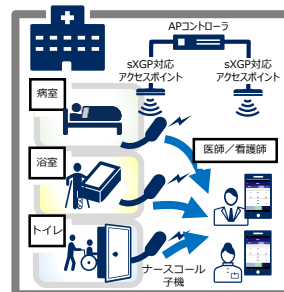 APコントローラ
sXGP対応
アクセスポイント
sXGP対応
アクセスポイント
病室
医師／看護師
浴室
トイレ
ナースコール
子機